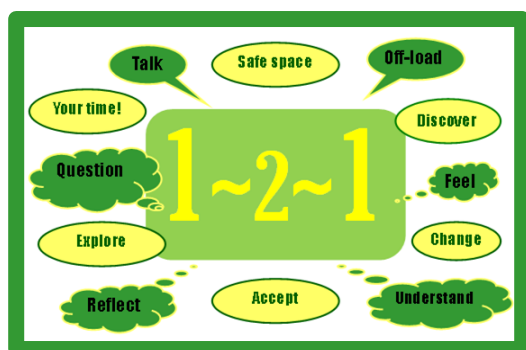 Talk
Safe space
Off-load
Your time!
Discover
1~2~1
Question
Feel
Explore
Change
Reflect
Accept
Understand